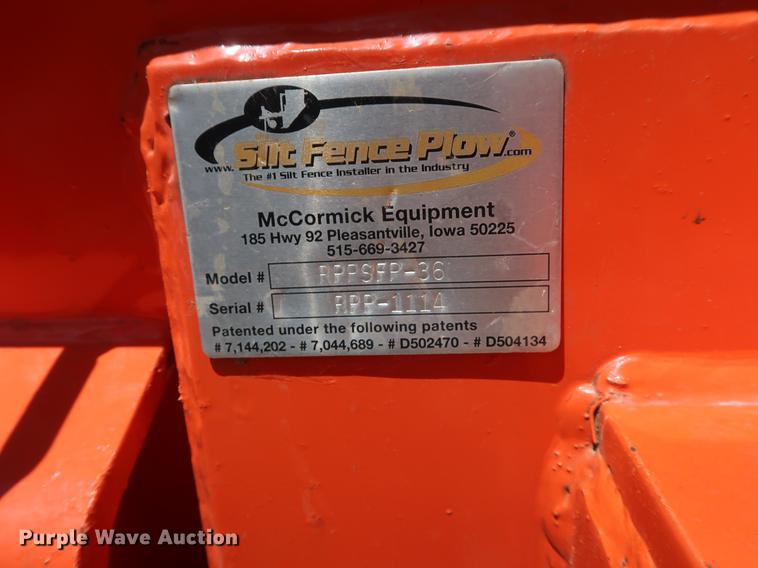 www. Silt Fence Plow®.com
The #1 Silt Fence Installer in the Industry
McCormick Equipment
185 Hwy 92 Pleasantville, Iowa 50225
515-669-3427
Model # RPPSFP-36
Serial # RPP-1114
Patented under the following patents
# 7,144,202 - # 7,044,689 - # D502470 - # D504134
Purple Wave Auction